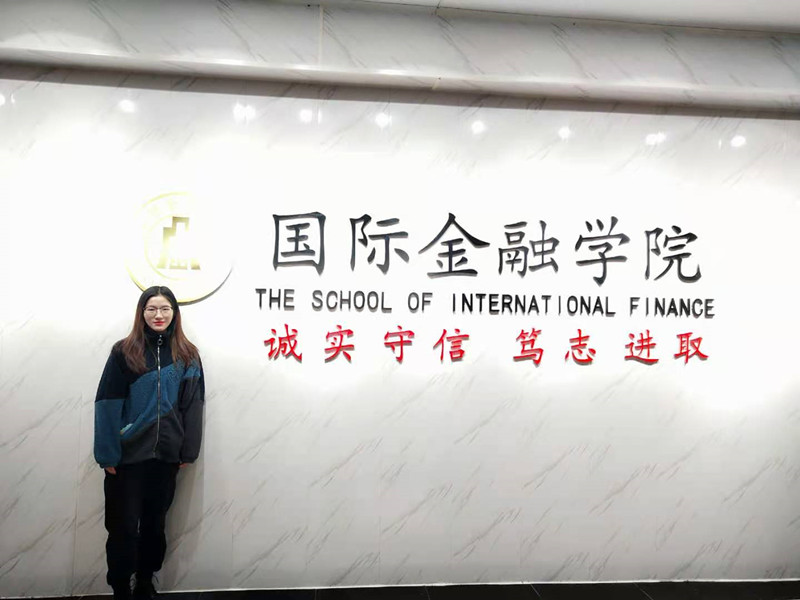 国际金融学院
THE SCHOOL OF INTERNATIONAL FINANCE
诚实守信 笃志进取